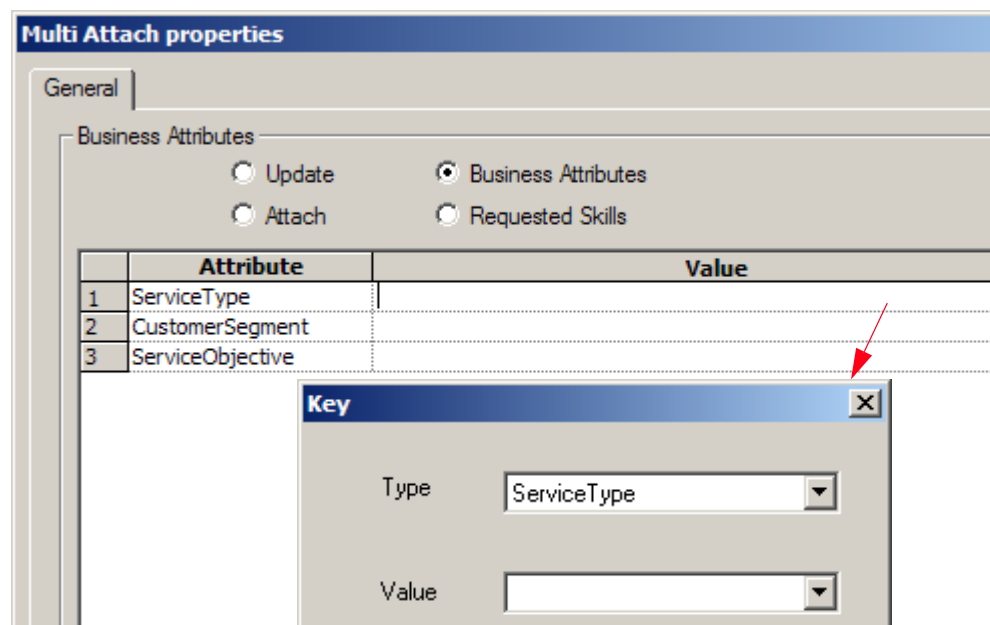 Multi Attach properties
General
Business Attributes
Update Business Attributes
Attach Requested Skills
Attribute Value
1 ServiceType
2 CustomerSegment
3 ServiceObjective
Key
Type ServiceType
Value